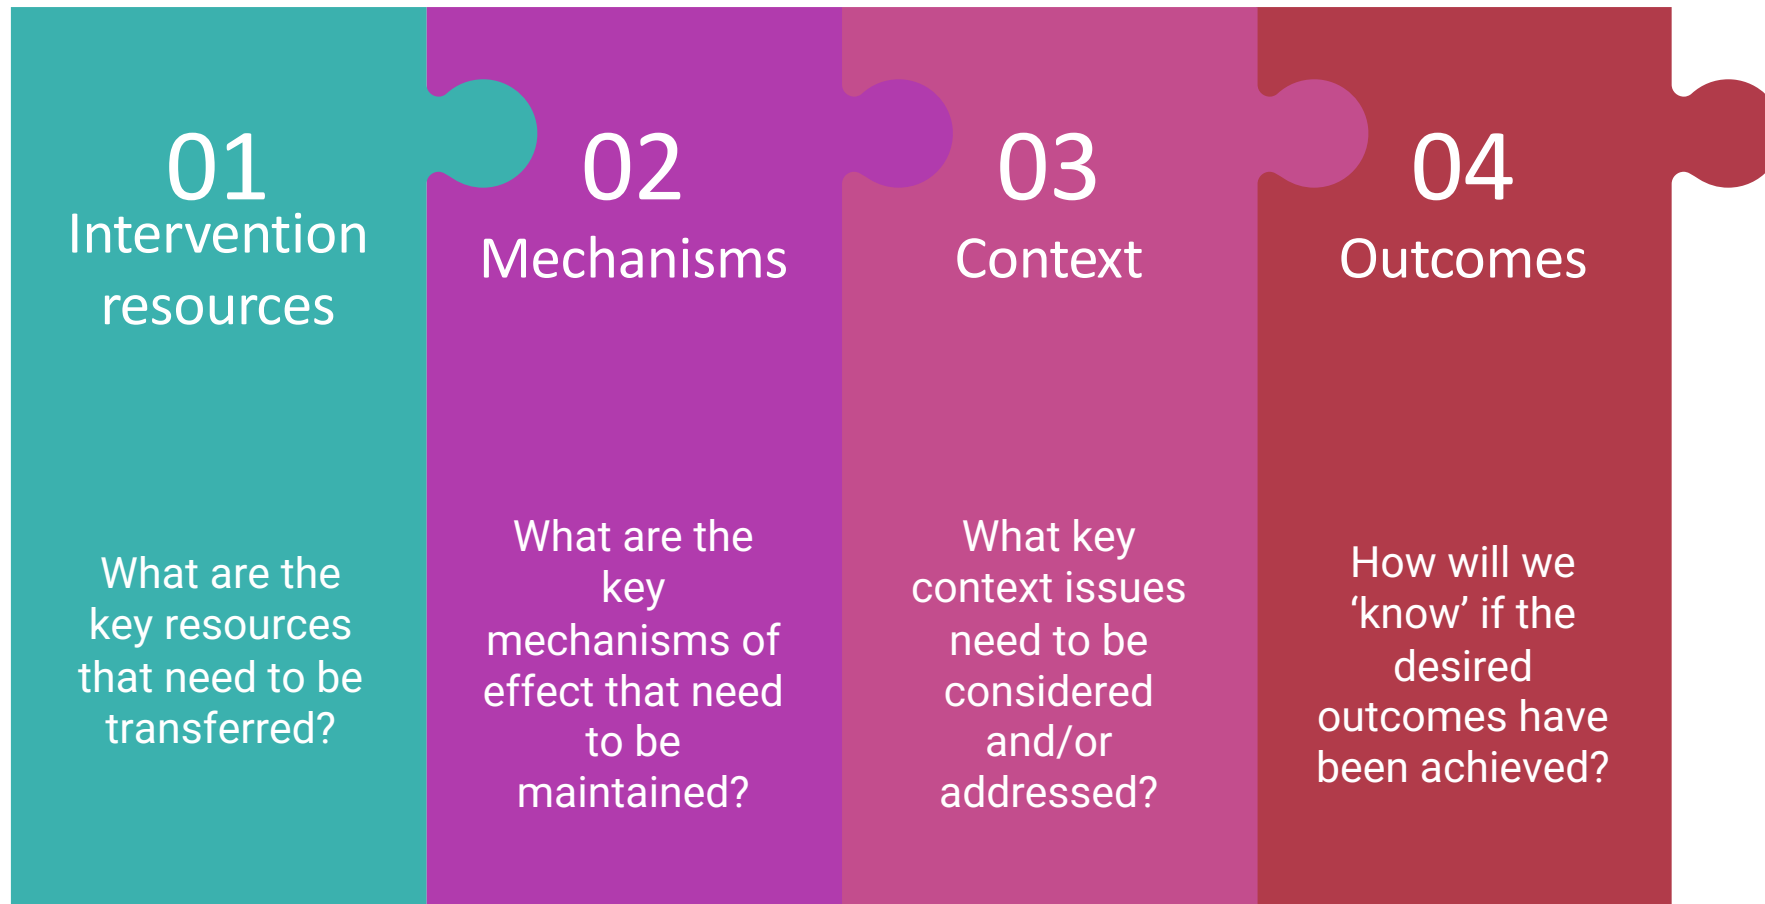 01
Intervention
resources
What are the
key resources
that need to be
transferred?
02
Mechanisms
What are the
key
mechanisms of
effect that need
to be
maintained?
03
Context
What key
context issues
need to be
considered
and/or
addressed?
04
Outcomes
How will we
‘know’ if the
desired
outcomes have
been achieved?